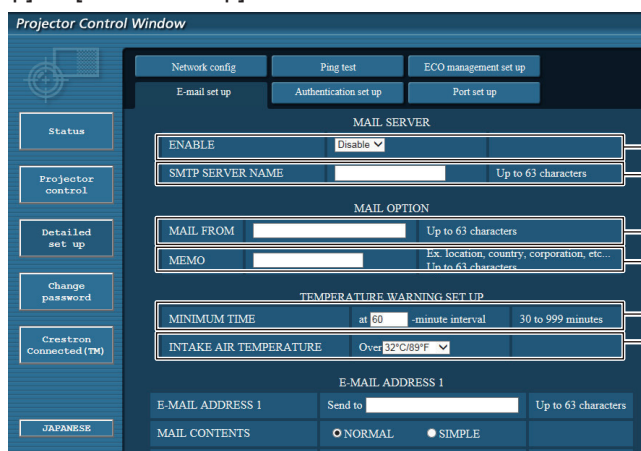 Projector Control Window
Network config Ping test ECO management set up
E-mail set up Authentication set up Port set up
Status
Projector
control
Detailed
set up
Change
password
Crestron
Connected(TM)
JAPANESE
MAIL SERVER
ENABLE Disable
SMTP SERVER NAME Up to 63 characters
MAIL OPTION
MAIL FROM Up to 63 characters
MEMO Ex. location, country, corporation, etc...
Up to 63 characters
TEMPERATURE WARNING SET UP
MINIMUM TIME at 60 -minute interval 30 to 999 minutes
INTAKE AIR TEMPERATURE Over 32°C/89°F
E-MAIL ADDRESS 1
E-MAIL ADDRESS 1 Send to Up to 63 characters
MAIL CONTENTS NORMAL SIMPLE